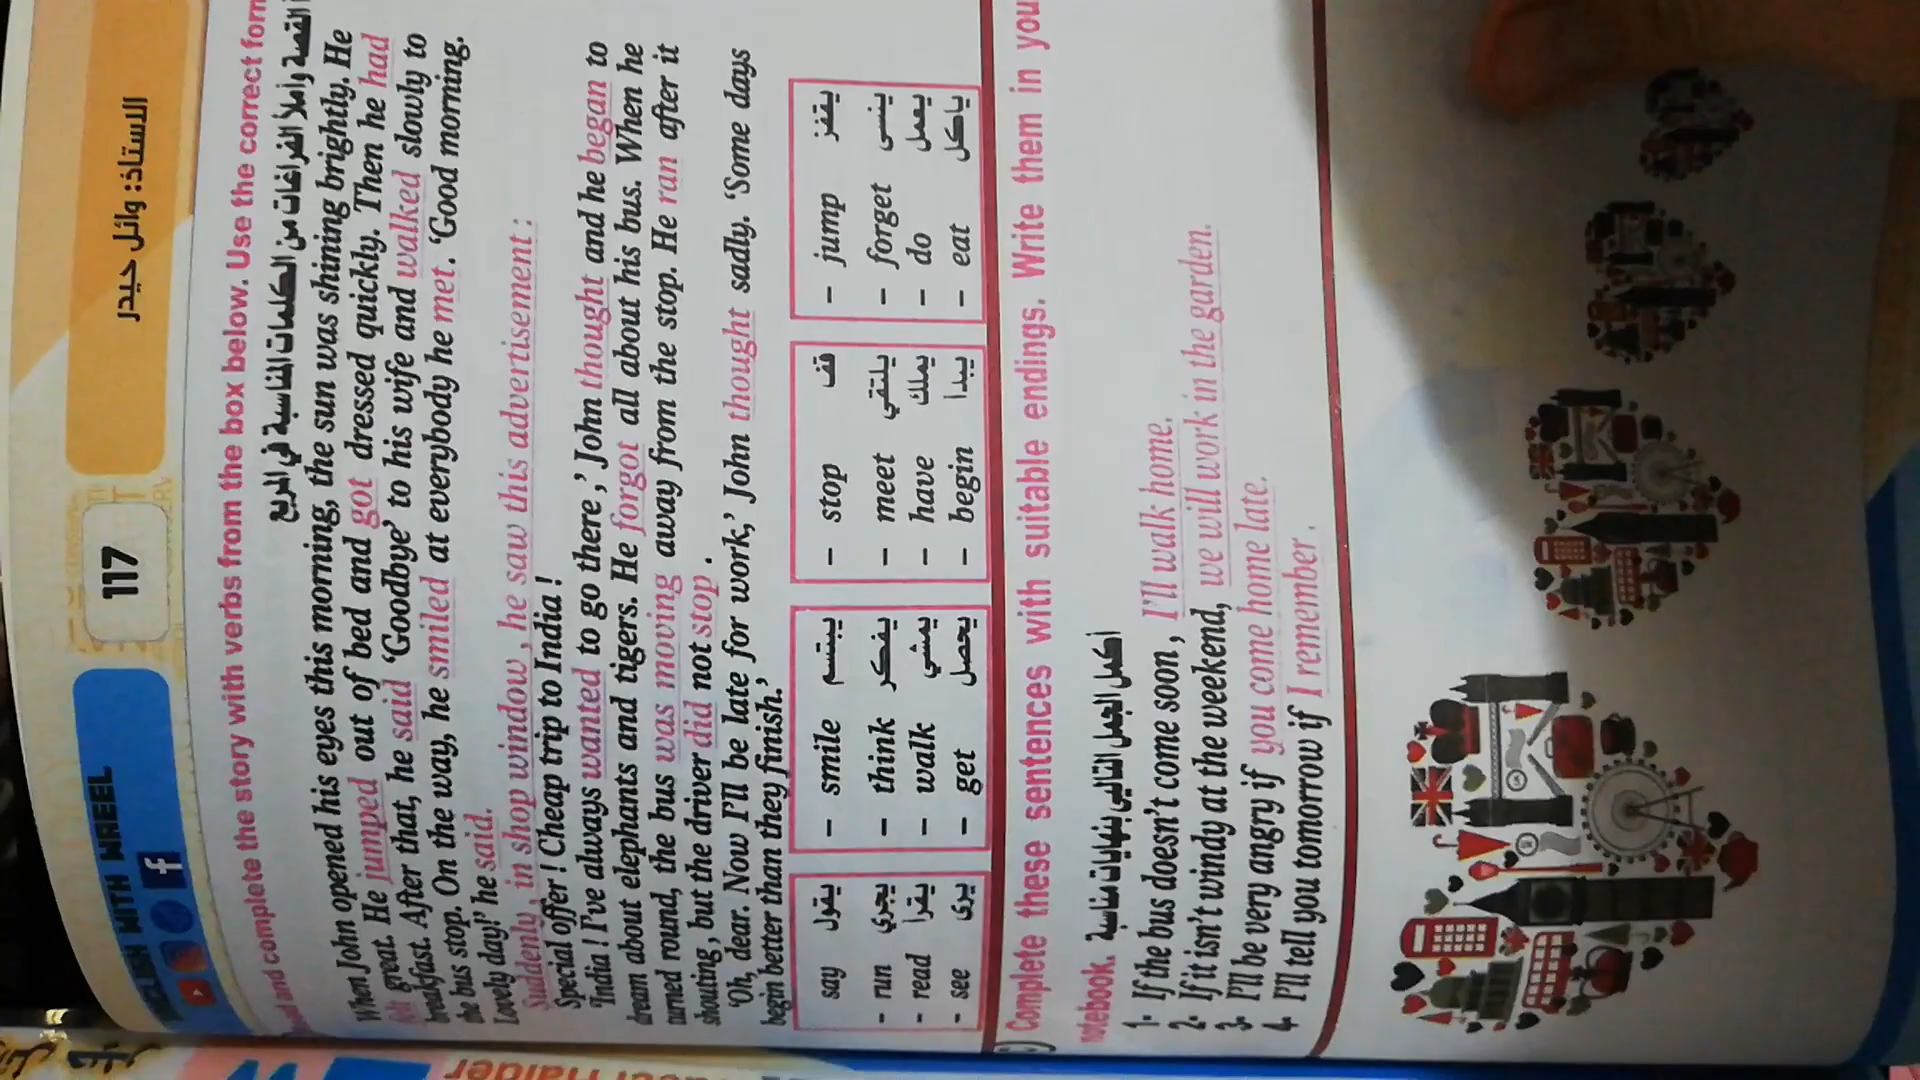 ENGLISH WITH WAEEL
117
الاستاذ: وائل حيدر
and complete the story with verbs from the box below. Use the correct form
القصة وأملأ الفراغات من الكلمات المناسبة في المربع
When John opened his eyes this morning, the sun was shining brightly. He
felt great. He jumped out of bed and got dressed quickly. Then he had
breakfast. After that, he said 'Goodbye' to his wife and walked slowly to
the bus stop. On the way, he smiled at everybody he met. 'Good morning.
Lovely day!' he said.
Suddenly, in shop window, he saw this advertisement :
Special offer ! Cheap trip to India !
'India ! I've always wanted to go there ,' John thought and he began to
dream about elephants and tigers. He forgot all about his bus. When he
turned round, the bus was moving away from the stop. He ran after it
shouting, but the driver did not stop .
'Oh, dear. Now I'll be late for work,' John thought sadly. 'Some days
begin better than they finish.'
say يقول
- run يجري
- read يقرأ
- see يرى
- smile يبتسم
- think يفكر
- walk يمشي
- get يحصل
- stop قف
- meet يلتقي
- have يملك
- begin يبدأ
- jump يقفز
- forget ينسى
- do يعمل
- eat ياكل
Complete these sentences with suitable endings. Write them in you
notebook. أكمل الجمل التالية بنهايات مناسبة
1- If the bus doesn't come soon, I'll walk home.
2- If it isn't windy at the weekend, we will work in the garden.
3- I'll be very angry if you come home late.
4- I'll tell you tomorrow if I remember .